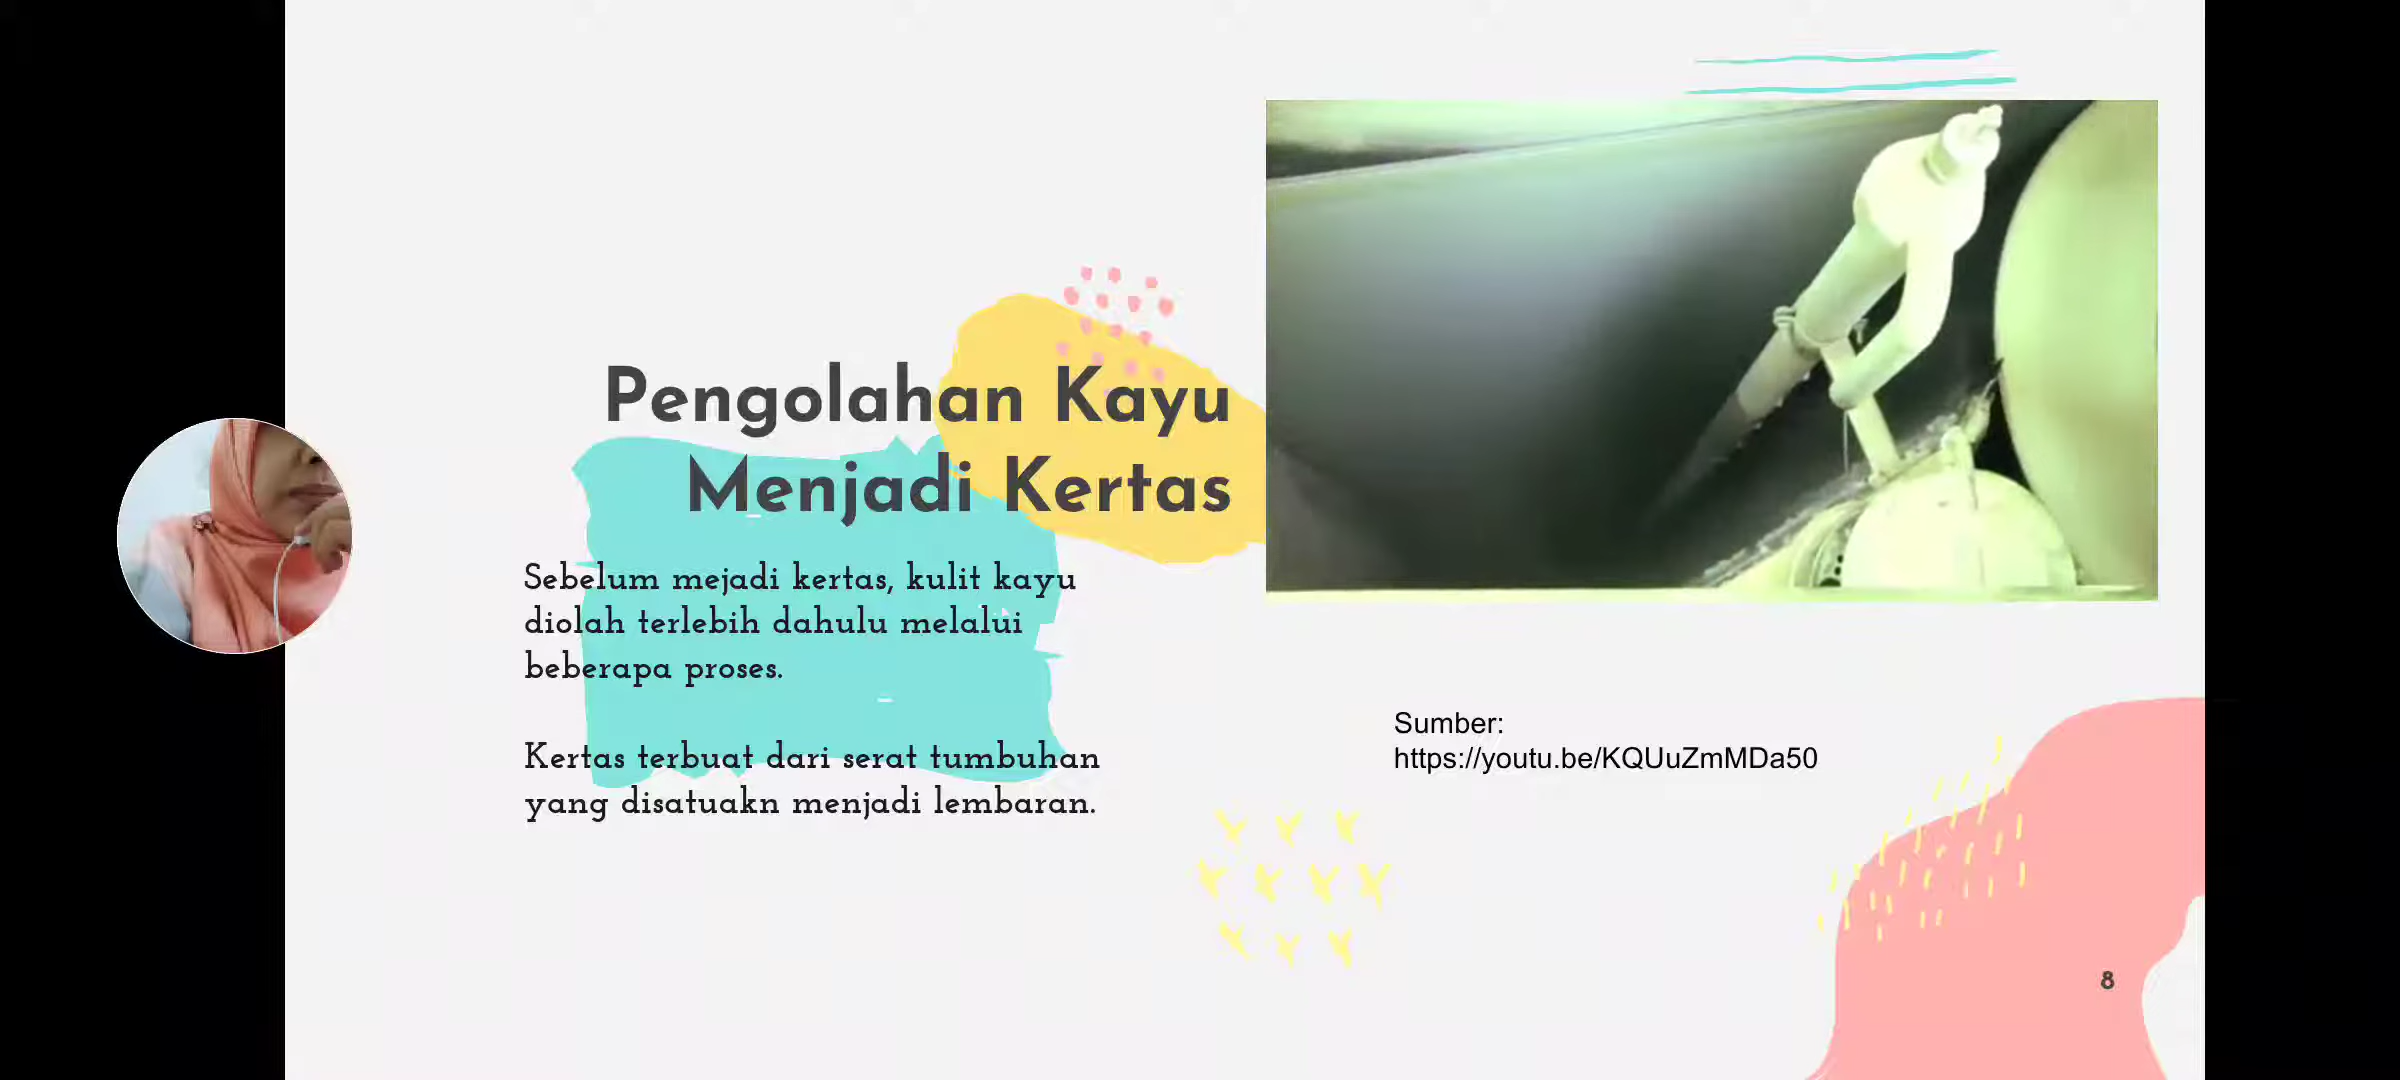 Pengolahan Kayu
Menjadi Kertas
Sebelum mejadi kertas, kulit kayu
diolah terlebih dahulu melalui
beberapa proses.
Kertas terbuat dari serat tumbuhan
yang disatuakn menjadi lembaran.
Sumber:
https://youtu.be/KQUuZmMDa50
8